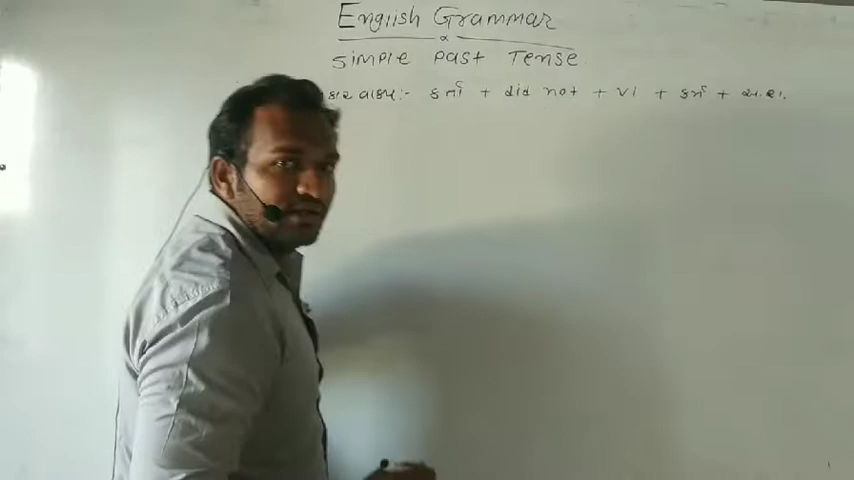 English Grammar
Simple Past Tense
કાર વાક્ય :- કર્તા + did not + V1 + કર્મ + અ.શ.